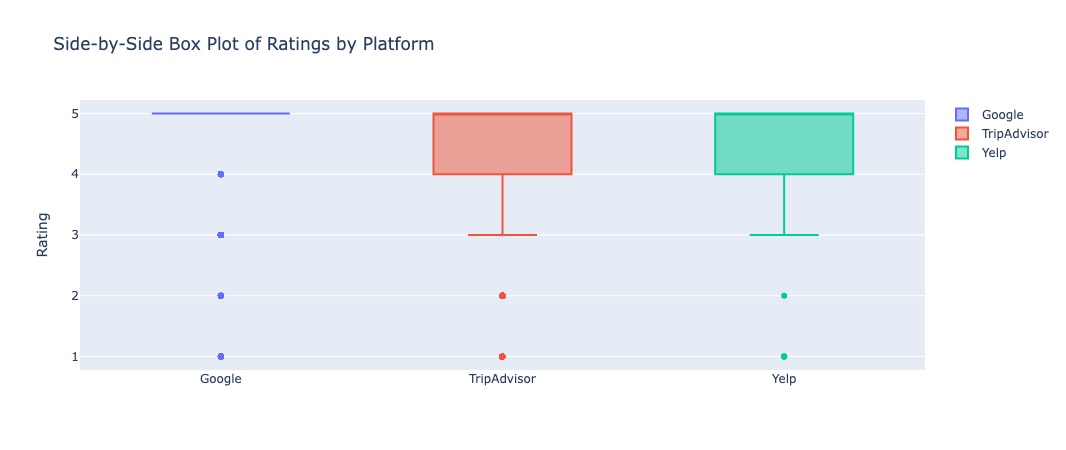 Side-by-Side Box Plot of Ratings by Platform
Google
TripAdvisor
Yelp
Rating
5
4
3
2
1
Google
TripAdvisor
Yelp